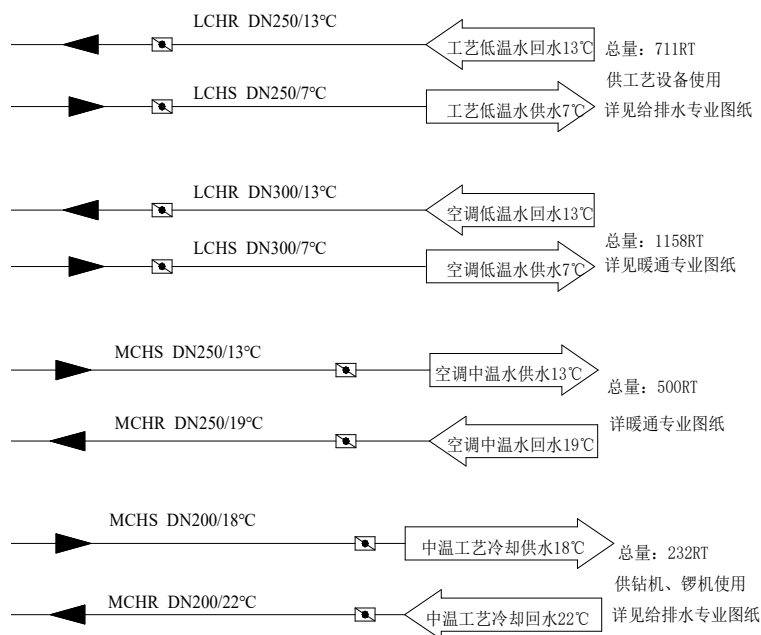 LCHR DN250/13℃
工艺低温水回水13℃
总量：711RT
供工艺设备使用
LCHS DN250/7℃
工艺低温水供水7℃
详见给排水专业图纸
LCHR DN300/13℃
空调低温水回水13℃
总量：1158RT
LCHS DN300/7℃
空调低温水供水7℃
详见暖通专业图纸
MCHS DN250/13℃
空调中温水供水13℃
总量：500RT
MCHR DN250/19℃
空调中温水回水19℃
详暖通专业图纸
MCHS DN200/18℃
中温工艺冷却供水18℃
总量：232RT
供钻机、锣机使用
MCHR DN200/22℃
中温工艺冷却回水22℃
详见给排水专业图纸